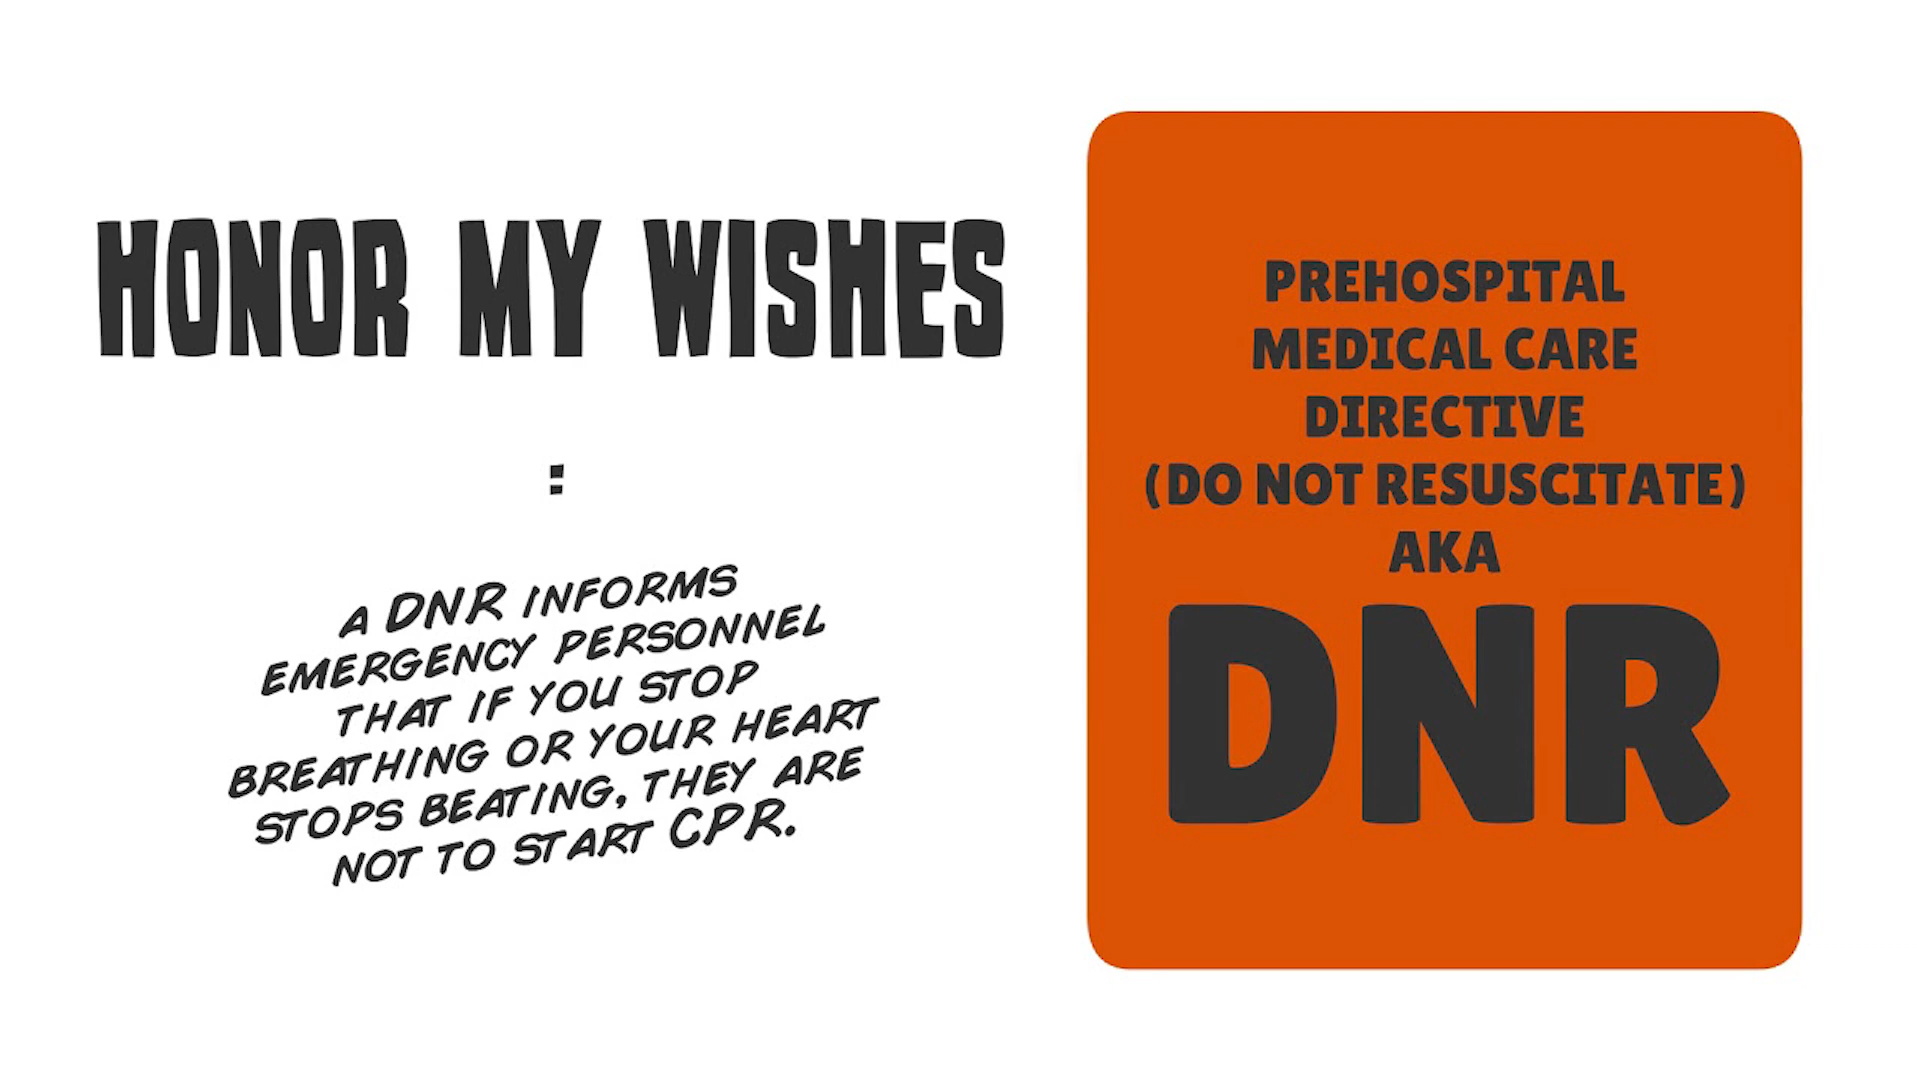 HONOR MY WISHES
:
A DNR INFORMS
EMERGENCY PERSONNEL
THAT IF YOU STOP
BREATHING OR YOUR HEART
STOPS BEATING, THEY ARE
NOT TO START CPR.
PREHOSPITAL
MEDICAL CARE
DIRECTIVE
(DO NOT RESUSCITATE)
AKA
DNR